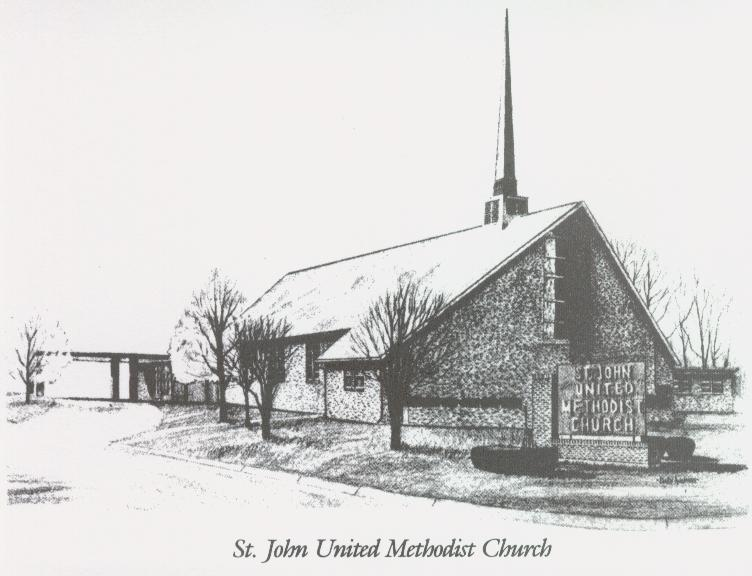 ST. JOHN
UNITED
METHODIST
CHURCH
St. John United Methodist Church